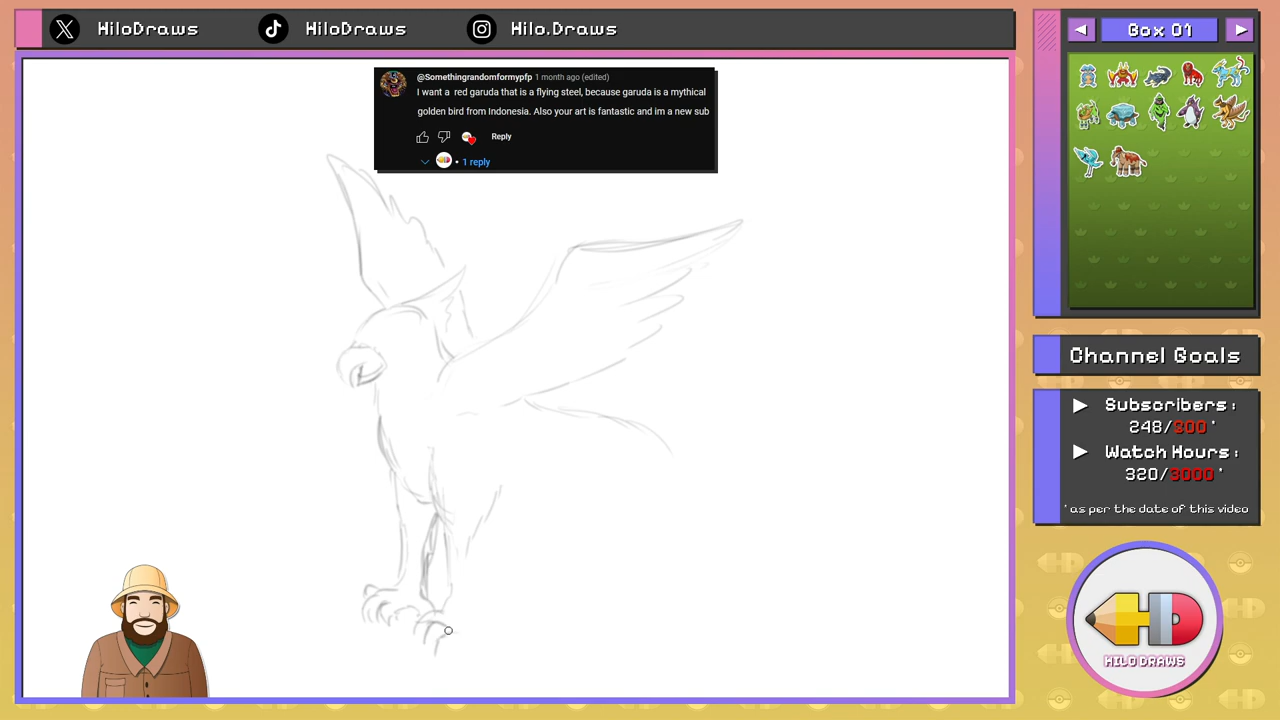 HiloDraws HiloDraws Hilo.Draws
@Somethingrandomformypfp 1 month ago (edited)
I want a red garuda that is a flying steel, because garuda is a mythical
golden bird from Indonesia. Also your art is fantastic and im a new sub
Reply
• 1 reply
Box 01
Channel Goals
Subscribers:
248/800*
Watch Hours:
320/3000*
*as per the date of this video
HD
HILO DRAWS